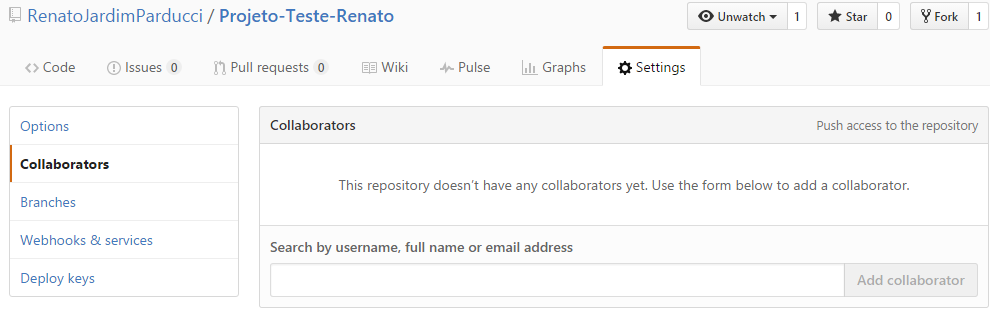 RenatoJardimParducci / Projeto-Teste-Renato
Unwatch 1 Star 0 Fork 1
Code Issues 0 Pull requests 0 Wiki Pulse Graphs Settings
Options
Collaborators
Branches
Webhooks & services
Deploy keys
Collaborators Push access to the repository
This repository doesn't have any collaborators yet. Use the form below to add a collaborator.
Search by username, full name or email address
Add collaborator